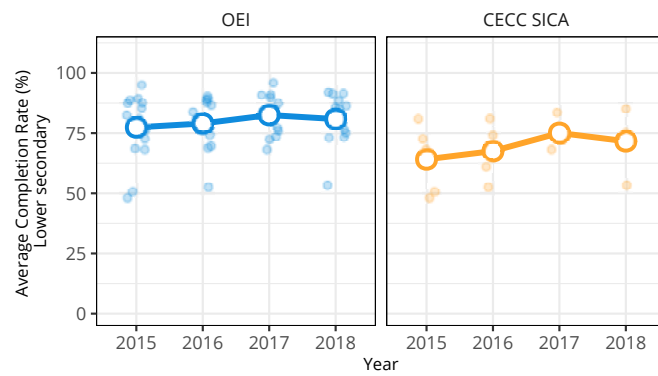 OEI
CECC SICA
Average Completion Rate (%)
Lower secondary
100
75
50
25
0
2015 2016 2017 2018
2015 2016 2017 2018
Year